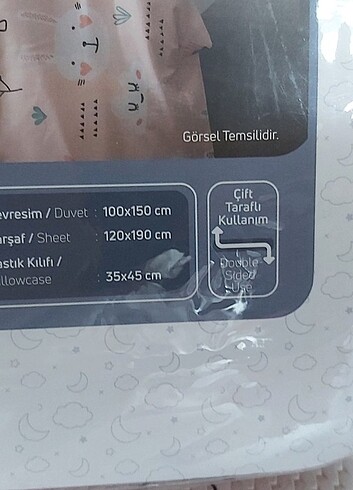 Görsel Temsilidir.
evresim / Duvet : 100x150 cm
arşaf / Sheet : 120x190 cm
astık Kılıfı /
illowcase : 35x45 cm
Çift
Taraflı
Kullanım
Double
Sided
Use